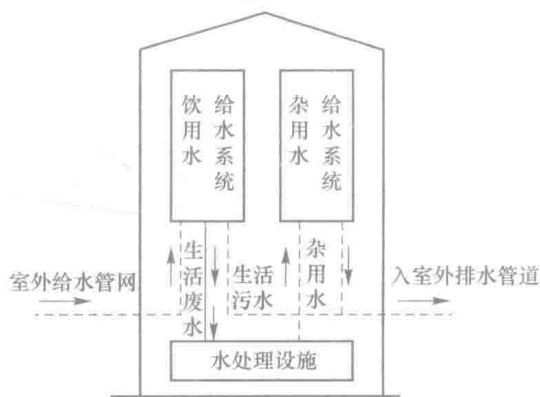 饮用水
给水系统
杂用水
给水系统
室外给水管网
生活废水
生活
污水
杂用水
入室外排水管道
水处理设施